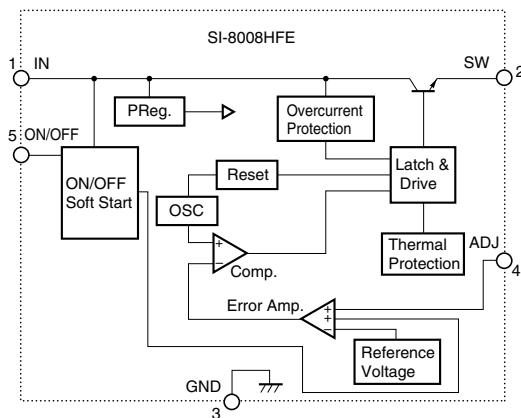 SI-8008HFE
1
IN
SW
2
PReg.
Overcurrent
Protection
5
ON/OFF
ON/OFF
Soft Start
Reset
Latch &
Drive
OSC
+
−
Comp.
Thermal
Protection
ADJ
4
Error Amp.
+
+
−
Reference
Voltage
GND
3